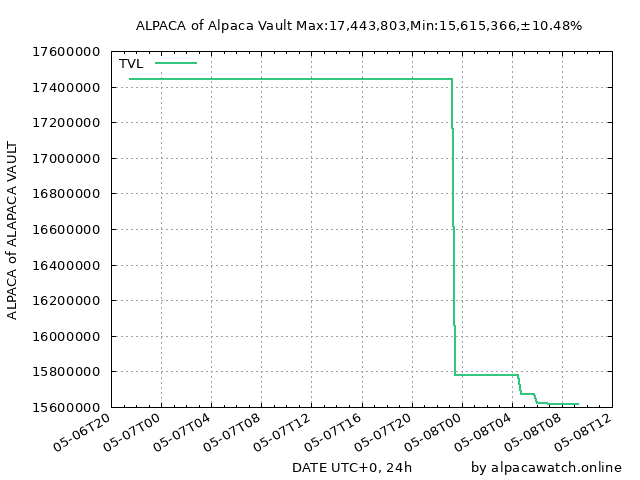 ALPACA of Alpaca Vault Max:17,443,803,Min:15,615,366,±10.48%
TVL
ALPACA of ALAPACA VAULT
17600000
17400000
17200000
17000000
16800000
16600000
16400000
16200000
16000000
15800000
15600000
05-06T20
05-07T00
05-07T04
05-07T08
05-07T12
05-07T16
05-07T20
05-08T00
05-08T04
05-08T08
05-08T12
DATE UTC+0, 24h
by alpacawatch.online